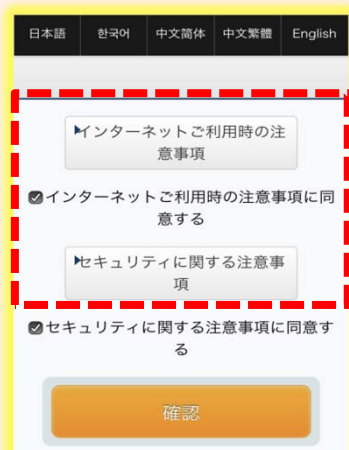 日本語 한국어 中文简体 中文繁體 English
インターネットご利用時の注
意事項
インターネットご利用時の注意事項に同
意する
セキュリティに関する注意事
項
セキュリティに関する注意事項に同意す
る
確認